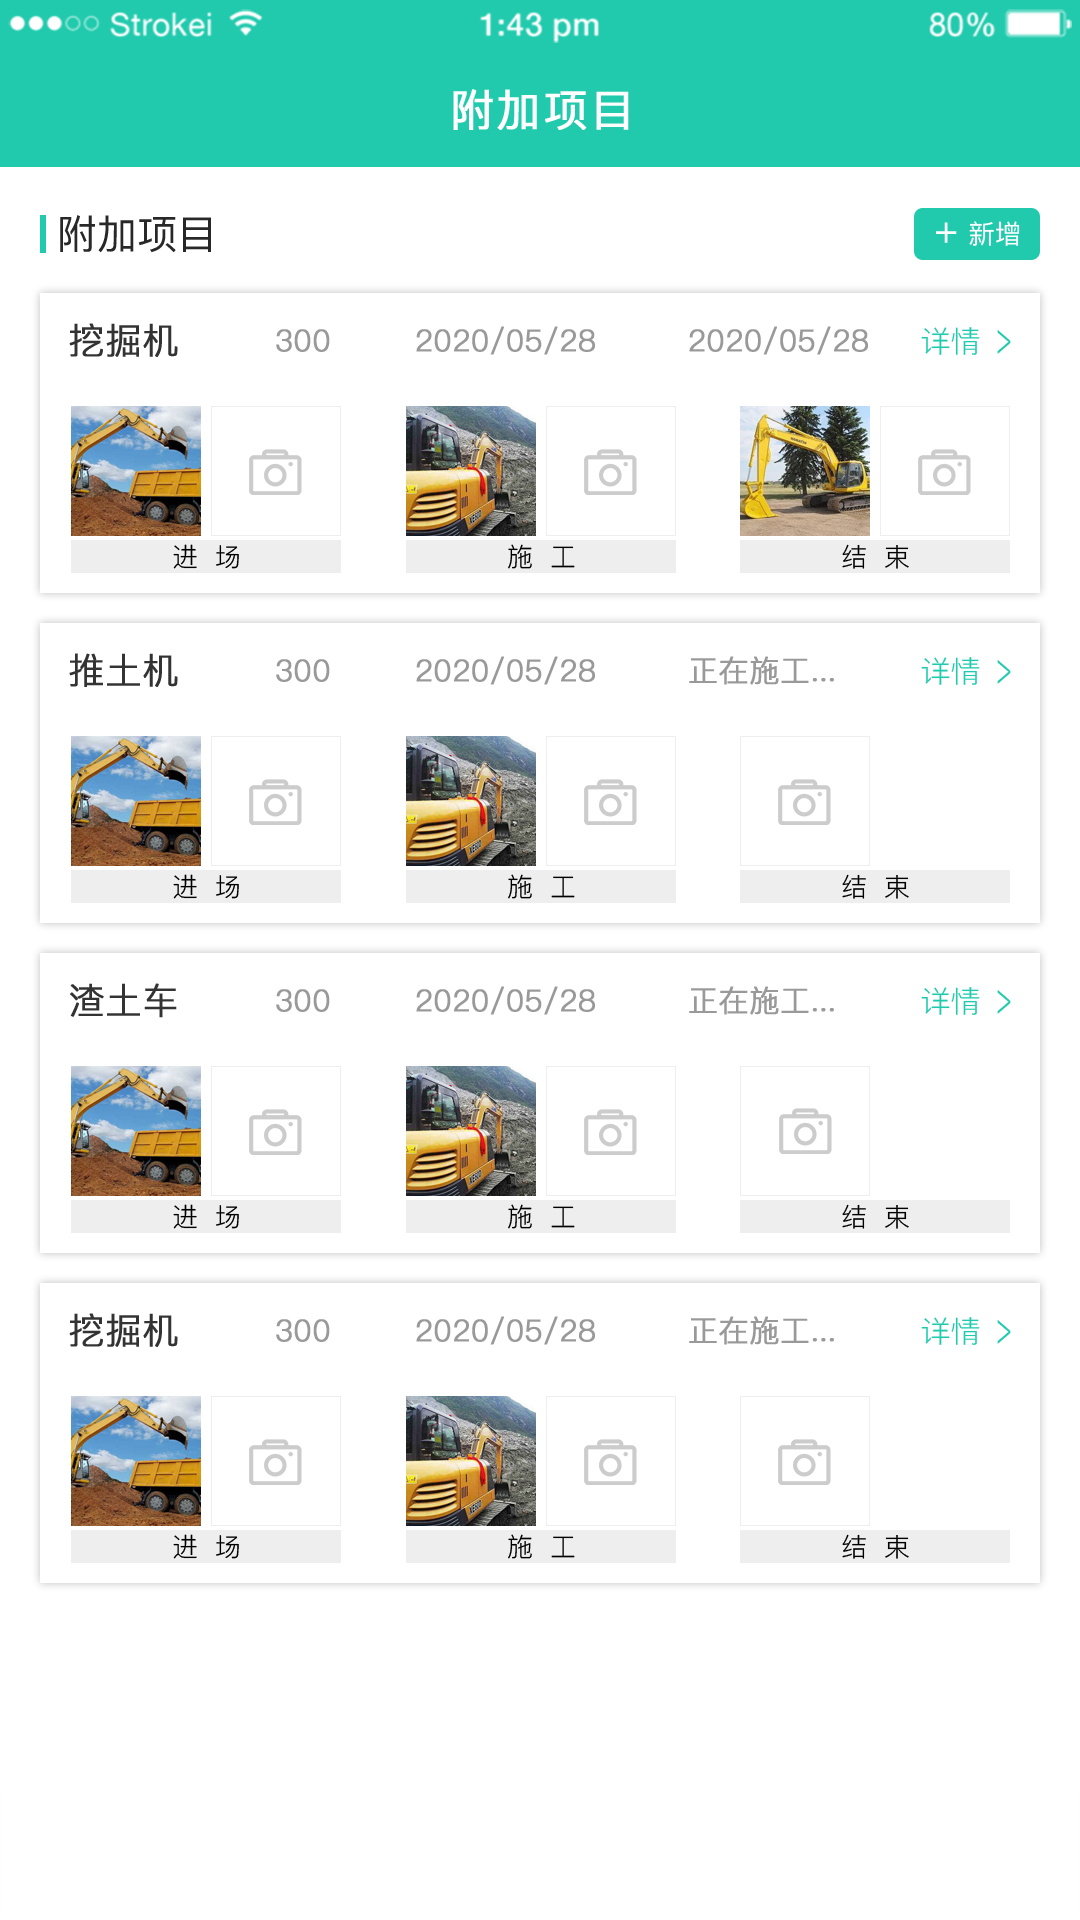 Strokei 1:43 pm 80%
附加项目
附加项目 + 新增
挖掘机 300 2020/05/28 2020/05/28 详情 >
进 场 施 工 结 束
推土机 300 2020/05/28 正在施工... 详情 >
进 场 施 工 结 束
渣土车 300 2020/05/28 正在施工... 详情 >
进 场 施 工 结 束
挖掘机 300 2020/05/28 正在施工... 详情 >
进 场 施 工 结 束